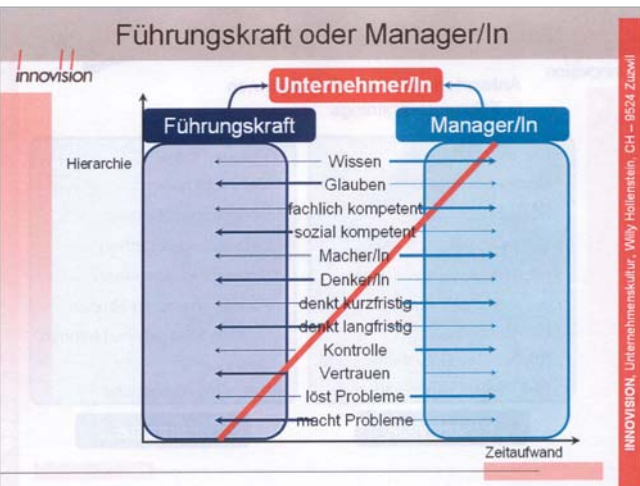 Führungskraft oder Manager/In
innovision
Unternehmer/In
Führungskraft
Manager/In
Hierarchie
Wissen
Glauben
fachlich kompetent
sozial kompetent
Macher/In
Denker/In
denkt kurzfristig
denkt langfristig
Kontrolle
Vertrauen
löst Probleme
macht Probleme
Zeitaufwand
INNOVISION, Unternehmenskultur, Willy Hollenstein, CH – 9524 Zuzwil